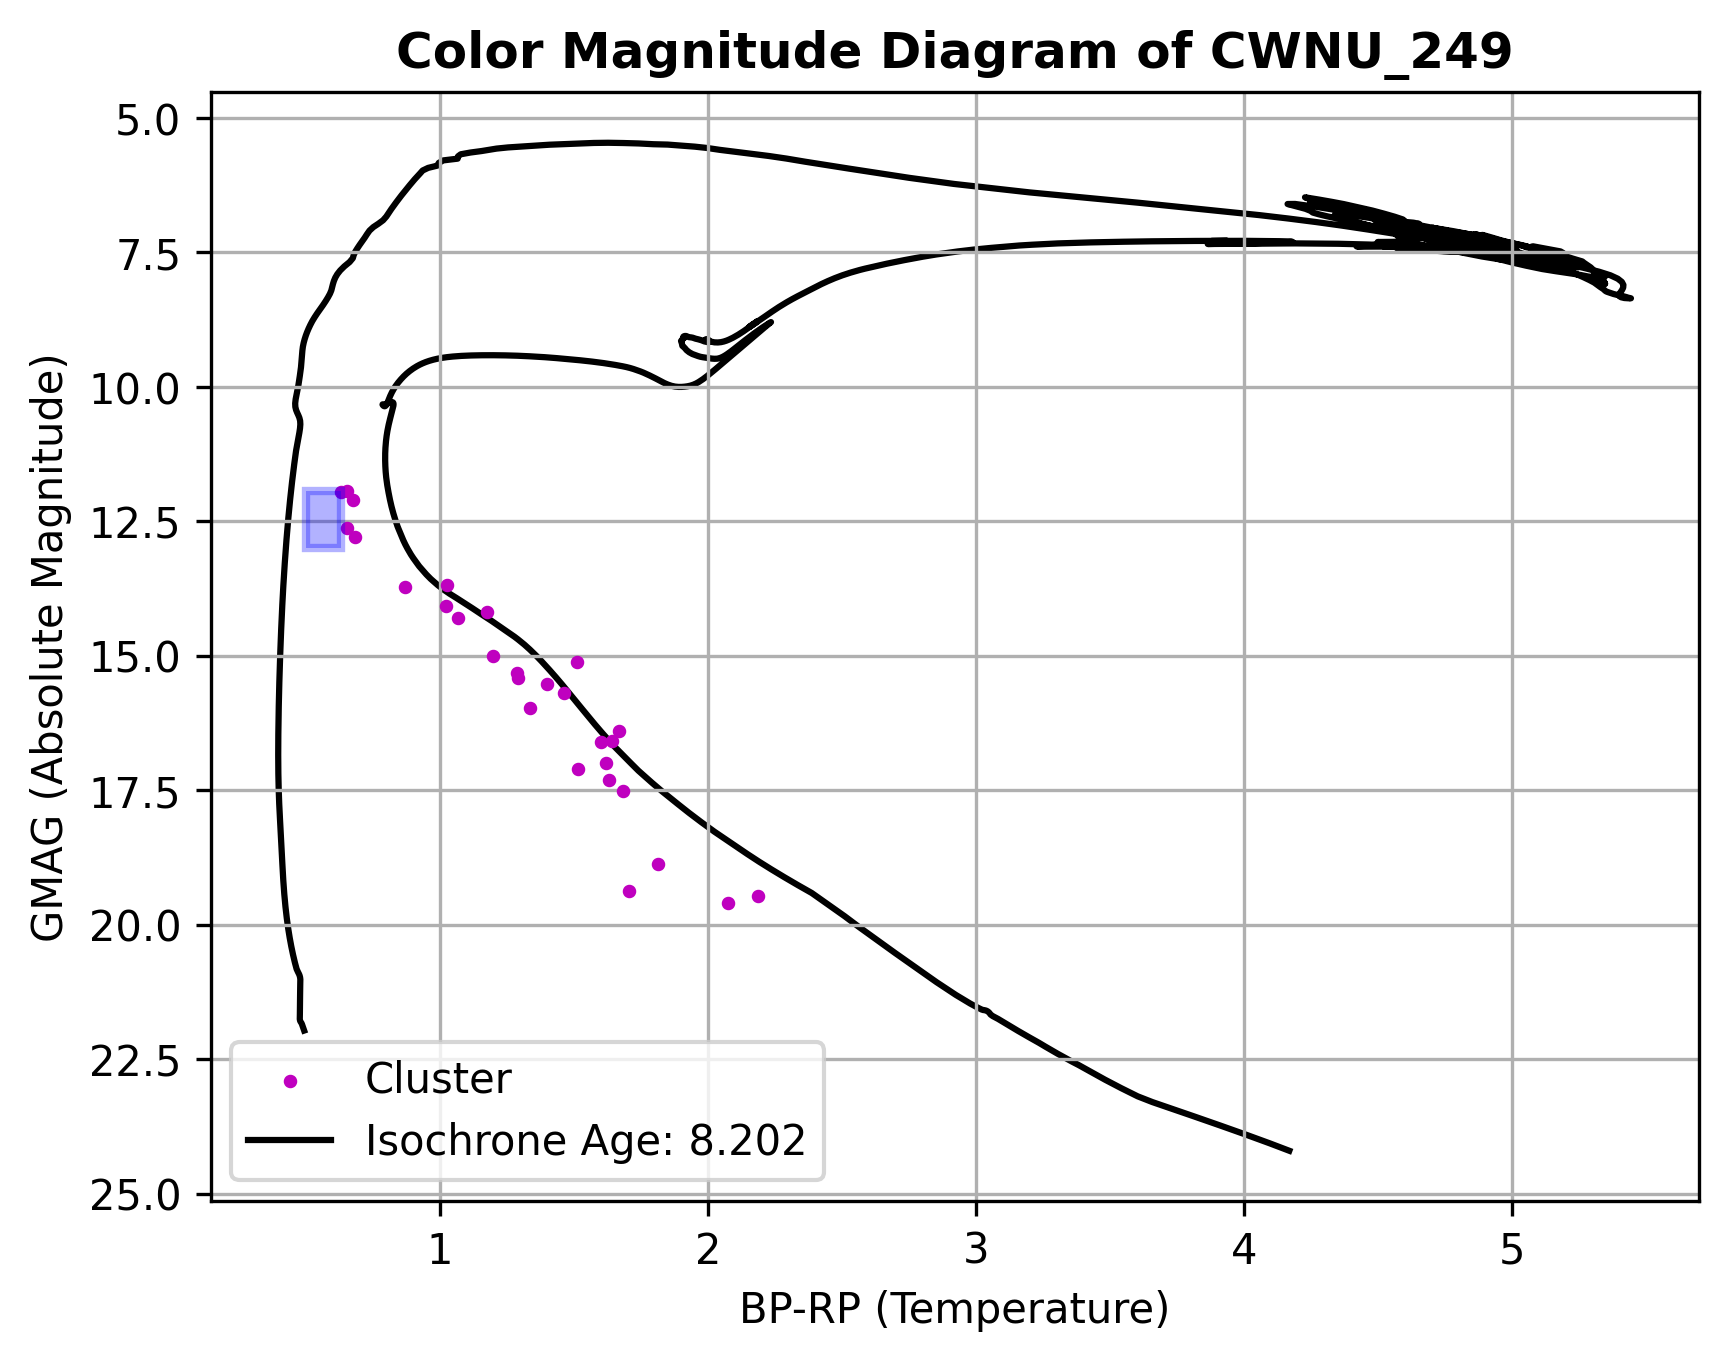 Color Magnitude Diagram of CWNU_249
GMAG (Absolute Magnitude)
5.0
7.5
10.0
12.5
15.0
17.5
20.0
22.5
25.0
Cluster
Isochrone Age: 8.202
1 2 3 4 5
BP-RP (Temperature)